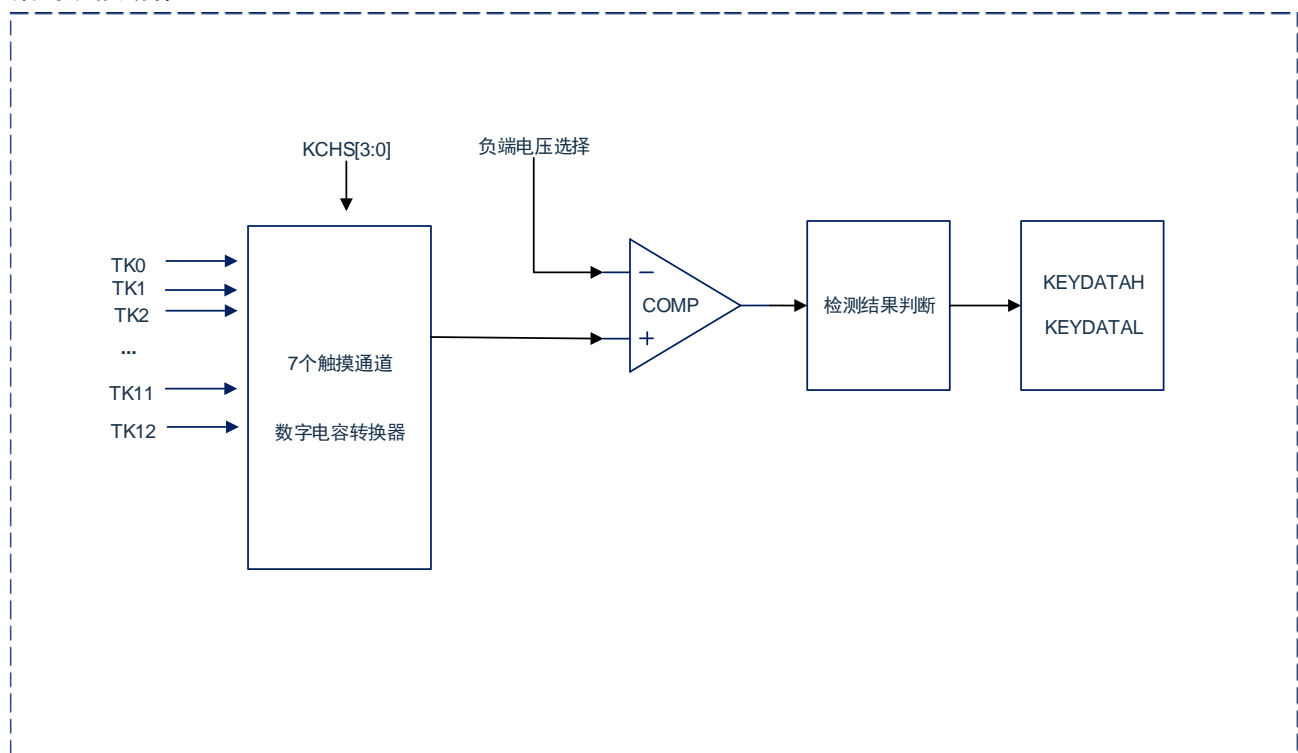 KCHS[3:0]
负端电压选择
TK0
TK1
TK2
...
TK11
TK12
7个触摸通道
数字电容转换器
−
COMP
+
检测结果判断
KEYDATAH
KEYDATAL